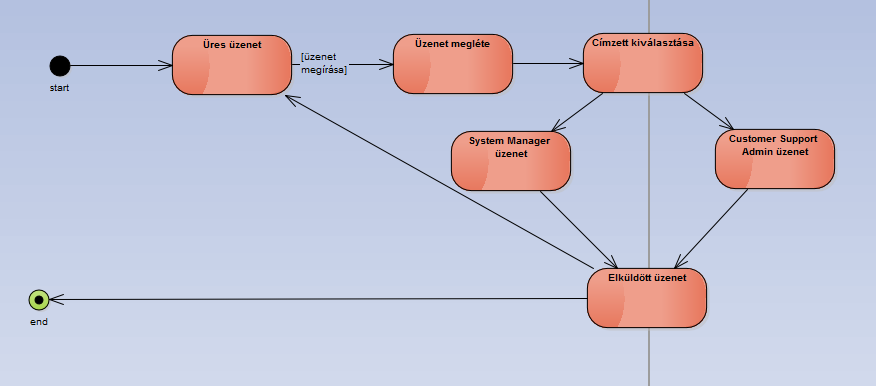 Üres üzenet
[üzenet
megírása]
Üzenet megléte
Címzett kiválasztása
start
System Manager
üzenet
Customer Support
Admin üzenet
Elküldött üzenet
end